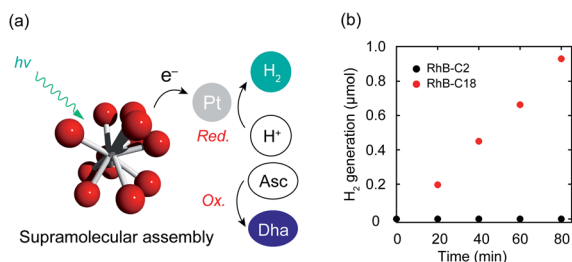 (a)
hν
e⁻
H₂
Pt
Red.
H⁺
Asc
Ox.
Dha
Supramolecular assembly
(b)
RhB-C2
RhB-C18
H₂ generation (μmol)
1.0
0.8
0.6
0.4
0.2
0
0 20 40 60 80
Time (min)